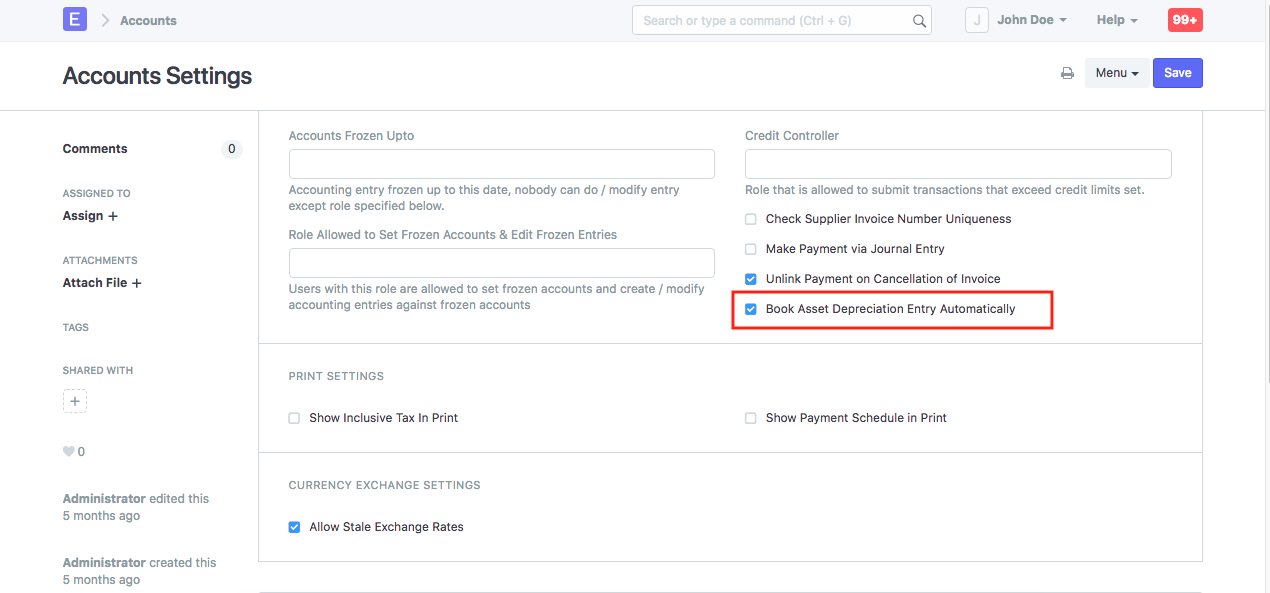 E
Accounts
Search or type a command (Ctrl + G)
J
John Doe
Help
99+
Accounts Settings
Menu
Save
Comments
0
ASSIGNED TO
Assign +
ATTACHMENTS
Attach File +
TAGS
SHARED WITH
+
0
Administrator edited this
5 months ago
Administrator created this
5 months ago
Accounts Frozen Upto
Accounting entry frozen up to this date, nobody can do / modify entry
except role specified below.
Role Allowed to Set Frozen Accounts & Edit Frozen Entries
Users with this role are allowed to set frozen accounts and create / modify
accounting entries against frozen accounts
Credit Controller
Role that is allowed to submit transactions that exceed credit limits set.
Check Supplier Invoice Number Uniqueness
Make Payment via Journal Entry
Unlink Payment on Cancellation of Invoice
Book Asset Depreciation Entry Automatically
PRINT SETTINGS
Show Inclusive Tax In Print
Show Payment Schedule in Print
CURRENCY EXCHANGE SETTINGS
Allow Stale Exchange Rates